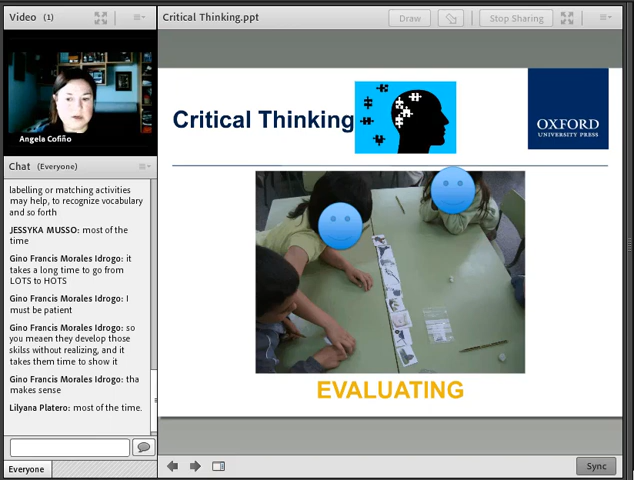 Video (1)
Angela Cofiño
Chat (Everyone)
labelling or matching activities
may help, to recognize vocabulary
and so forth
JESSYKA MUSSO: most of the
time
Gino Francis Morales Idrogo: it
takes a long time to go from
LOTS to HOTS
Gino Francis Morales Idrogo: I
must be patient
Gino Francis Morales Idrogo: so
you meaen they develop those
skilss without realizing, and it
takes them time to show it
Gino Francis Morales Idrogo: tha
makes sense
Lilyana Platero: most of the time.
Everyone
Critical Thinking.ppt
Draw
Stop Sharing
Critical Thinking
OXFORD
UNIVERSITY PRESS
EVALUATING
Sync